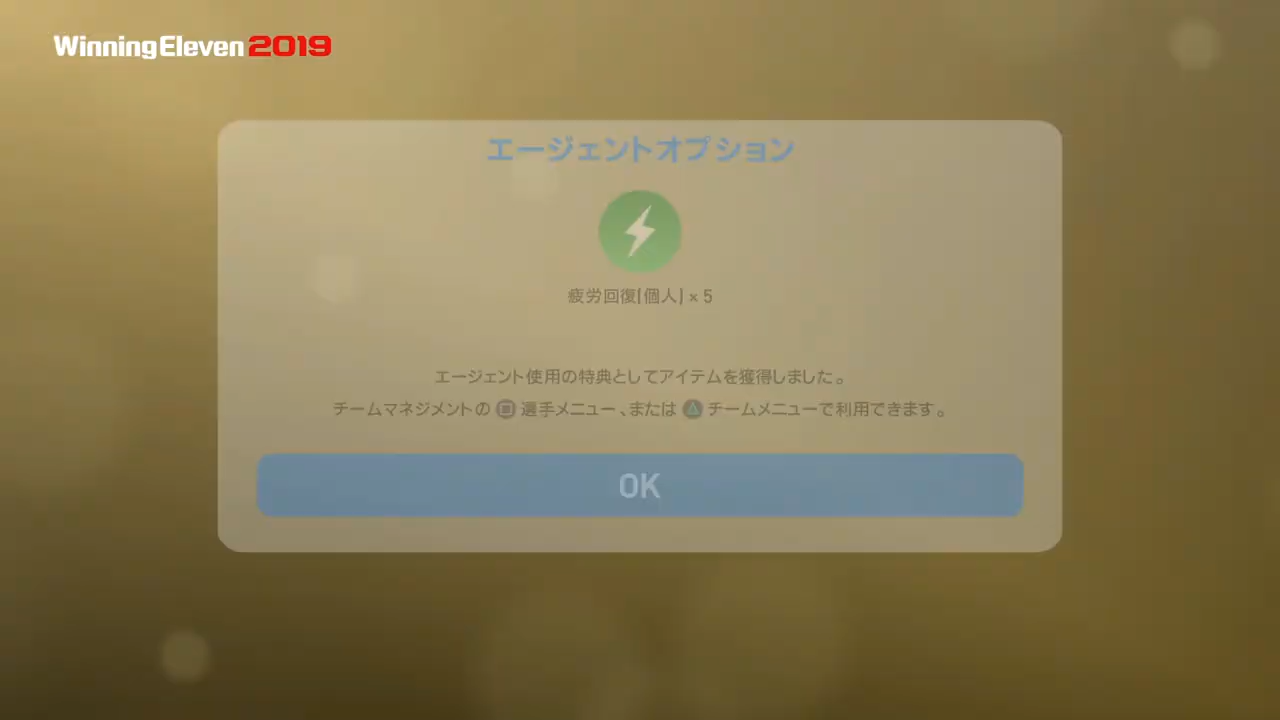 WinningEleven 2019
エージェントオプション
疲労回復[個人] × 5
エージェント使用の特典としてアイテムを獲得しました。
チームマネジメントの 選手メニュー、または チームメニューで利用できます。
OK